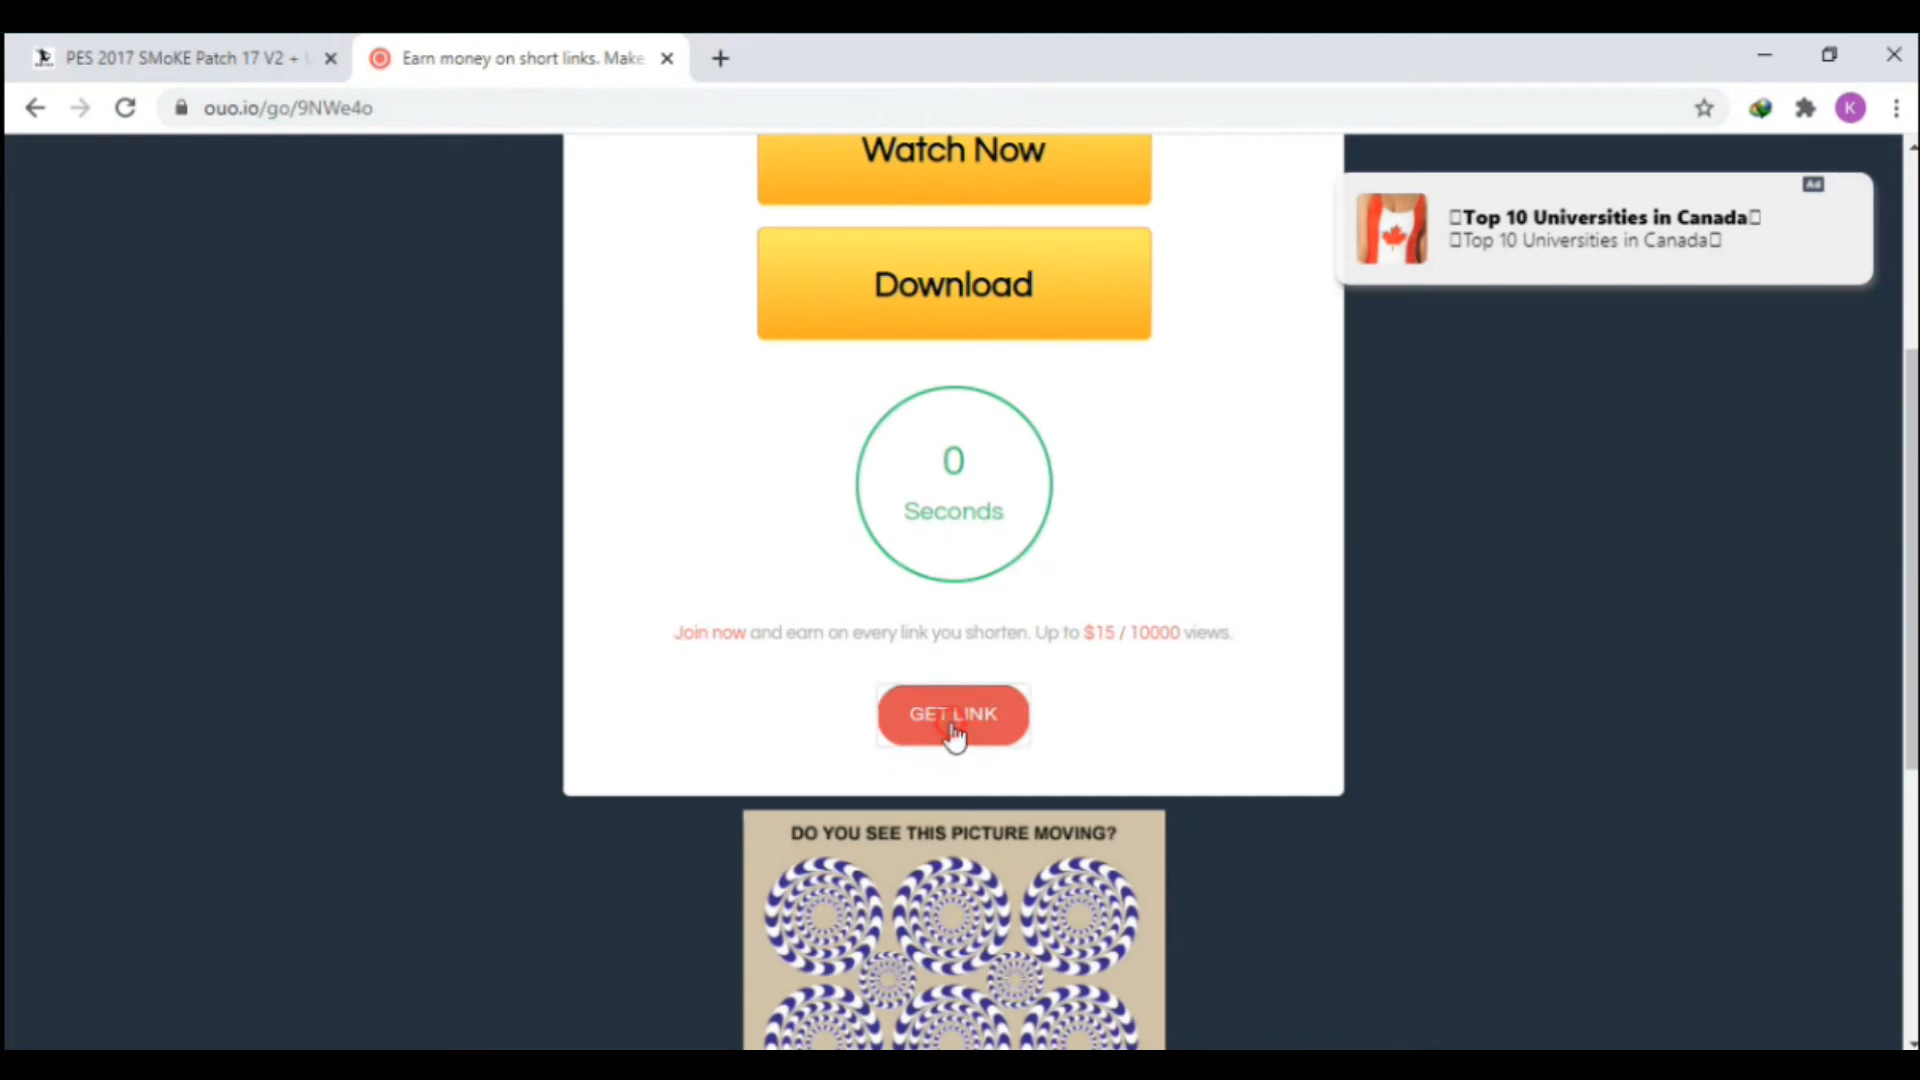 PES 2017 SMoKE Patch 17 V2 +
Earn money on short links. Make
ouo.io/go/9NWe4o
K
Watch Now
Ad
Top 10 Universities in Canada
Top 10 Universities in Canada
Download
0
Seconds
Join now and earn on every link you shorten. Up to $15 / 10000 views.
GET LINK
DO YOU SEE THIS PICTURE MOVING?